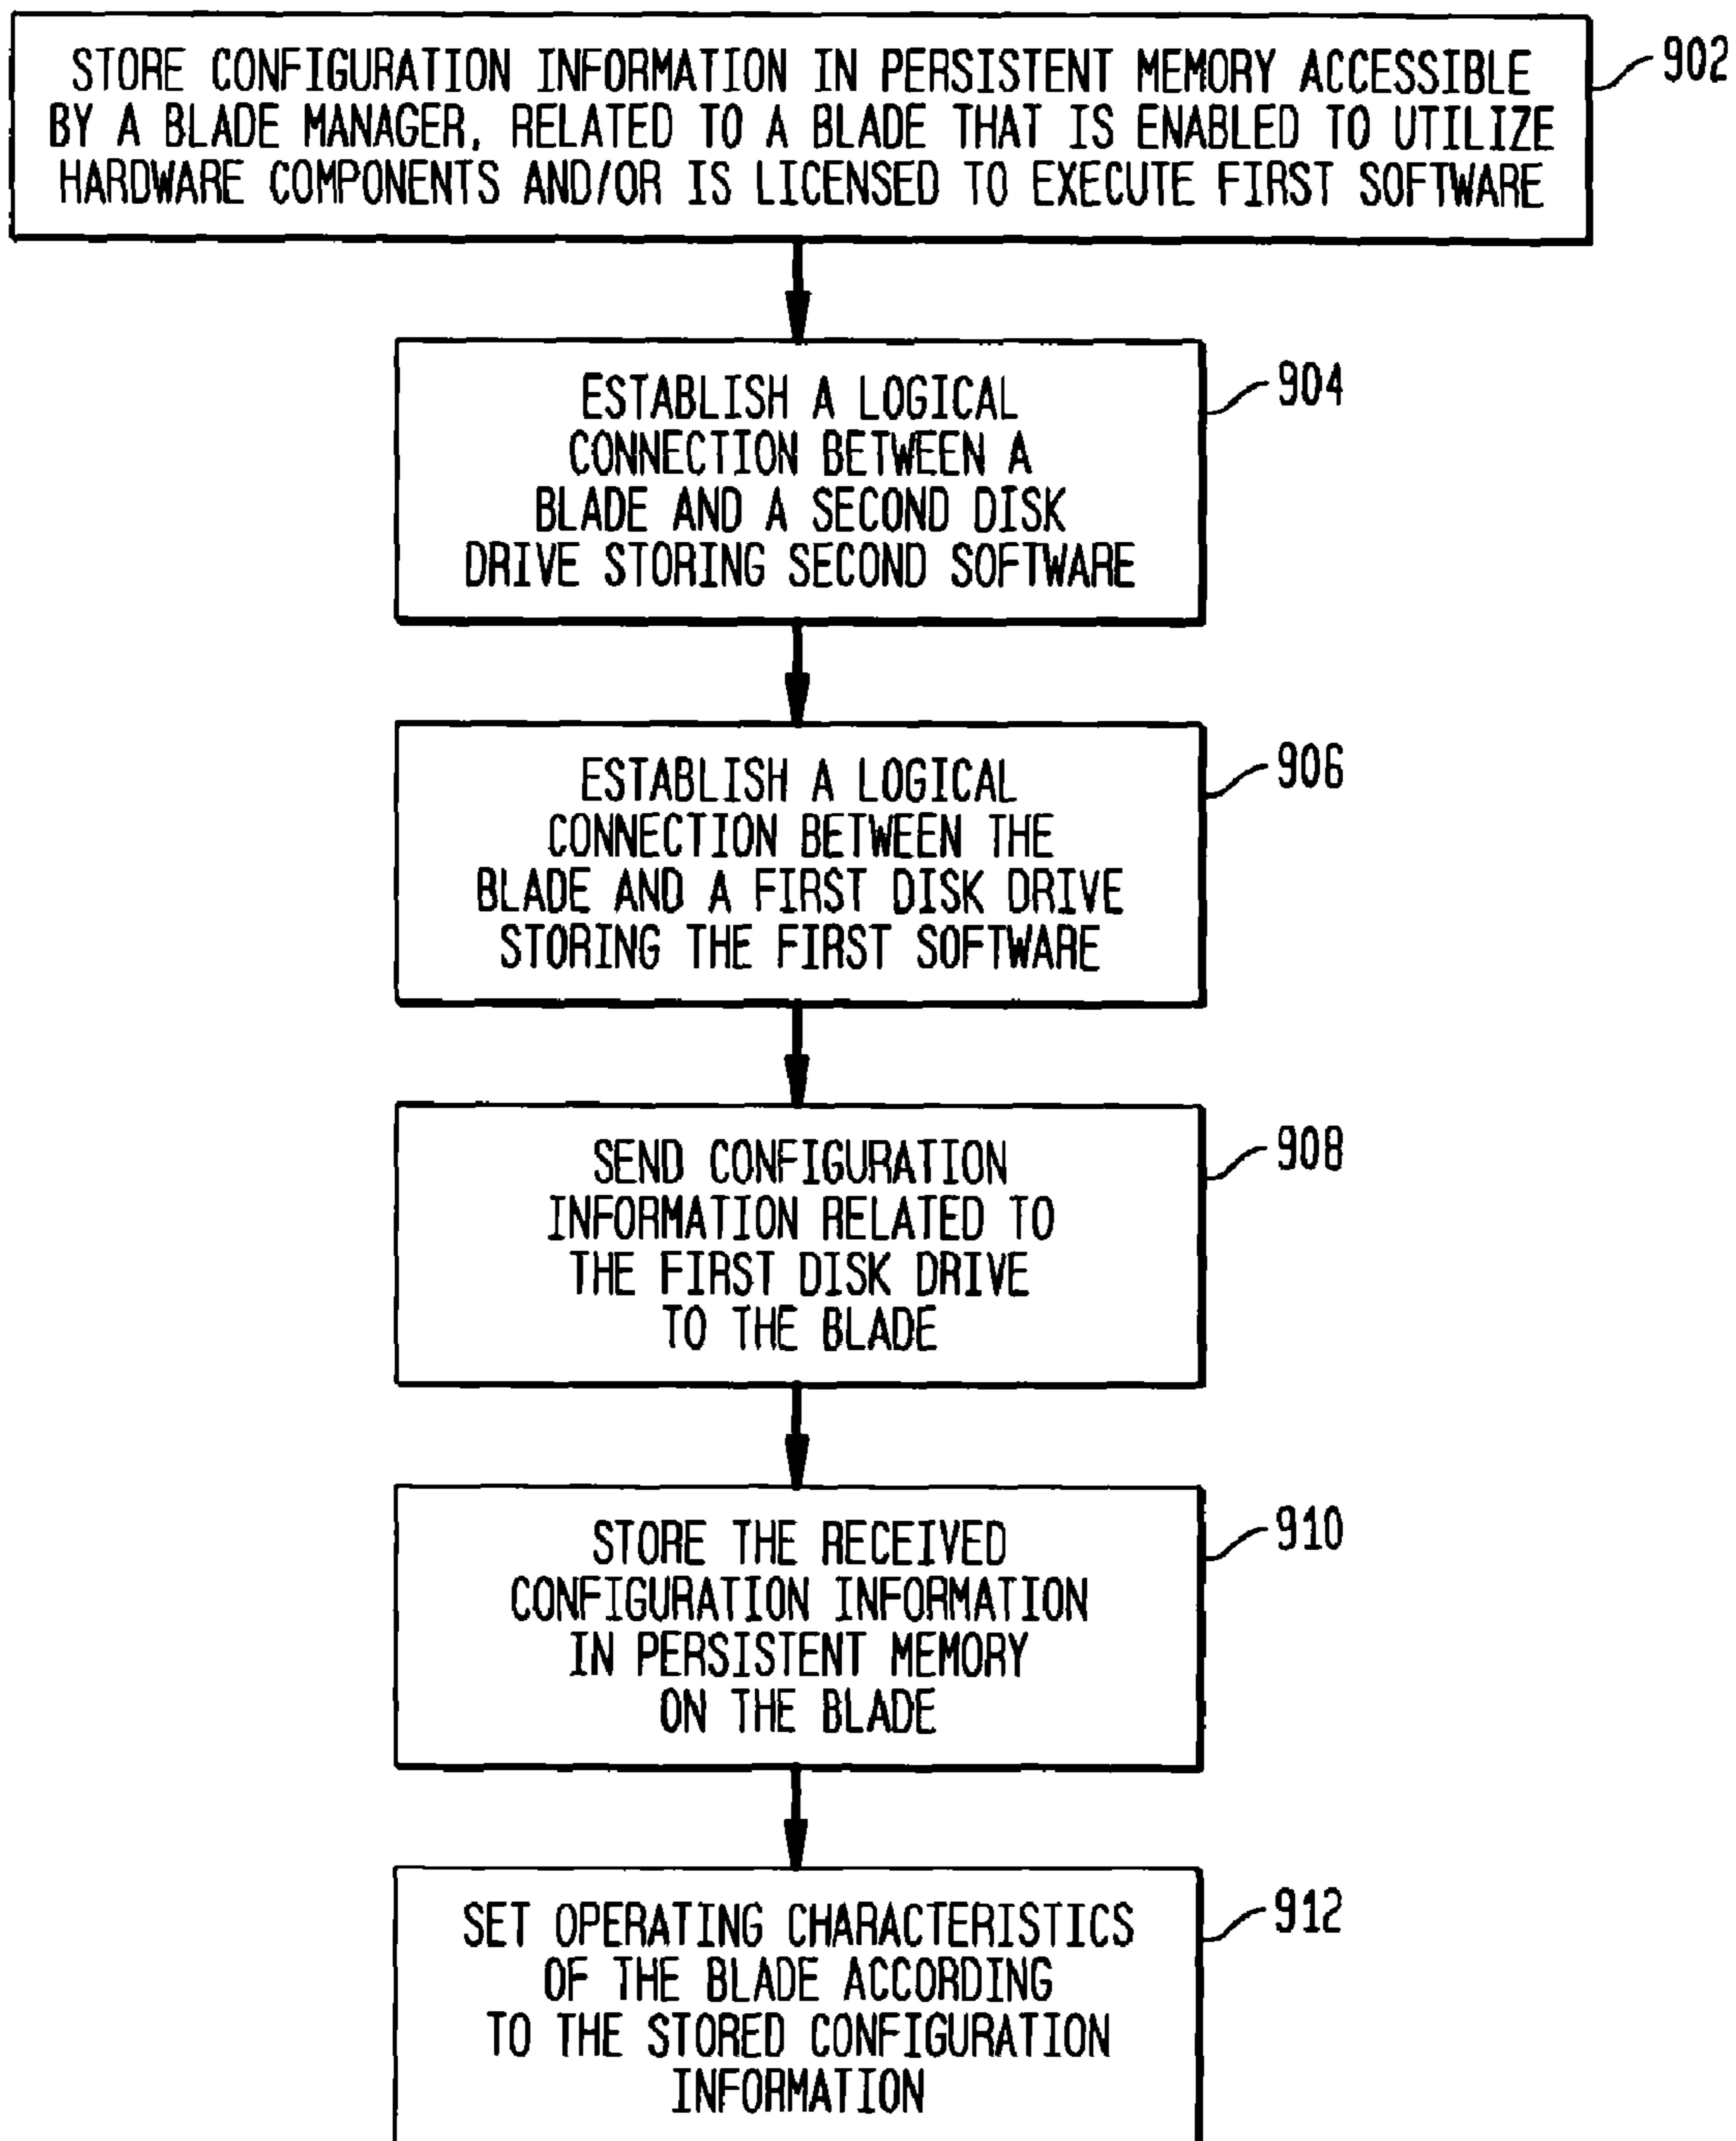 STORE CONFIGURATION INFORMATION IN PERSISTENT MEMORY ACCESSIBLE
BY A BLADE MANAGER, RELATED TO A BLADE THAT IS ENABLED TO UTILIZE
HARDWARE COMPONENTS AND/OR IS LICENSED TO EXECUTE FIRST SOFTWARE
902
ESTABLISH A LOGICAL
CONNECTION BETWEEN A
BLADE AND A SECOND DISK
DRIVE STORING SECOND SOFTWARE
904
ESTABLISH A LOGICAL
CONNECTION BETWEEN THE
BLADE AND A FIRST DISK DRIVE
STORING THE FIRST SOFTWARE
906
SEND CONFIGURATION
INFORMATION RELATED TO
THE FIRST DISK DRIVE
TO THE BLADE
908
STORE THE RECEIVED
CONFIGURATION INFORMATION
IN PERSISTENT MEMORY
ON THE BLADE
910
SET OPERATING CHARACTERISTICS
OF THE BLADE ACCORDING
TO THE STORED CONFIGURATION
INFORMATION
912